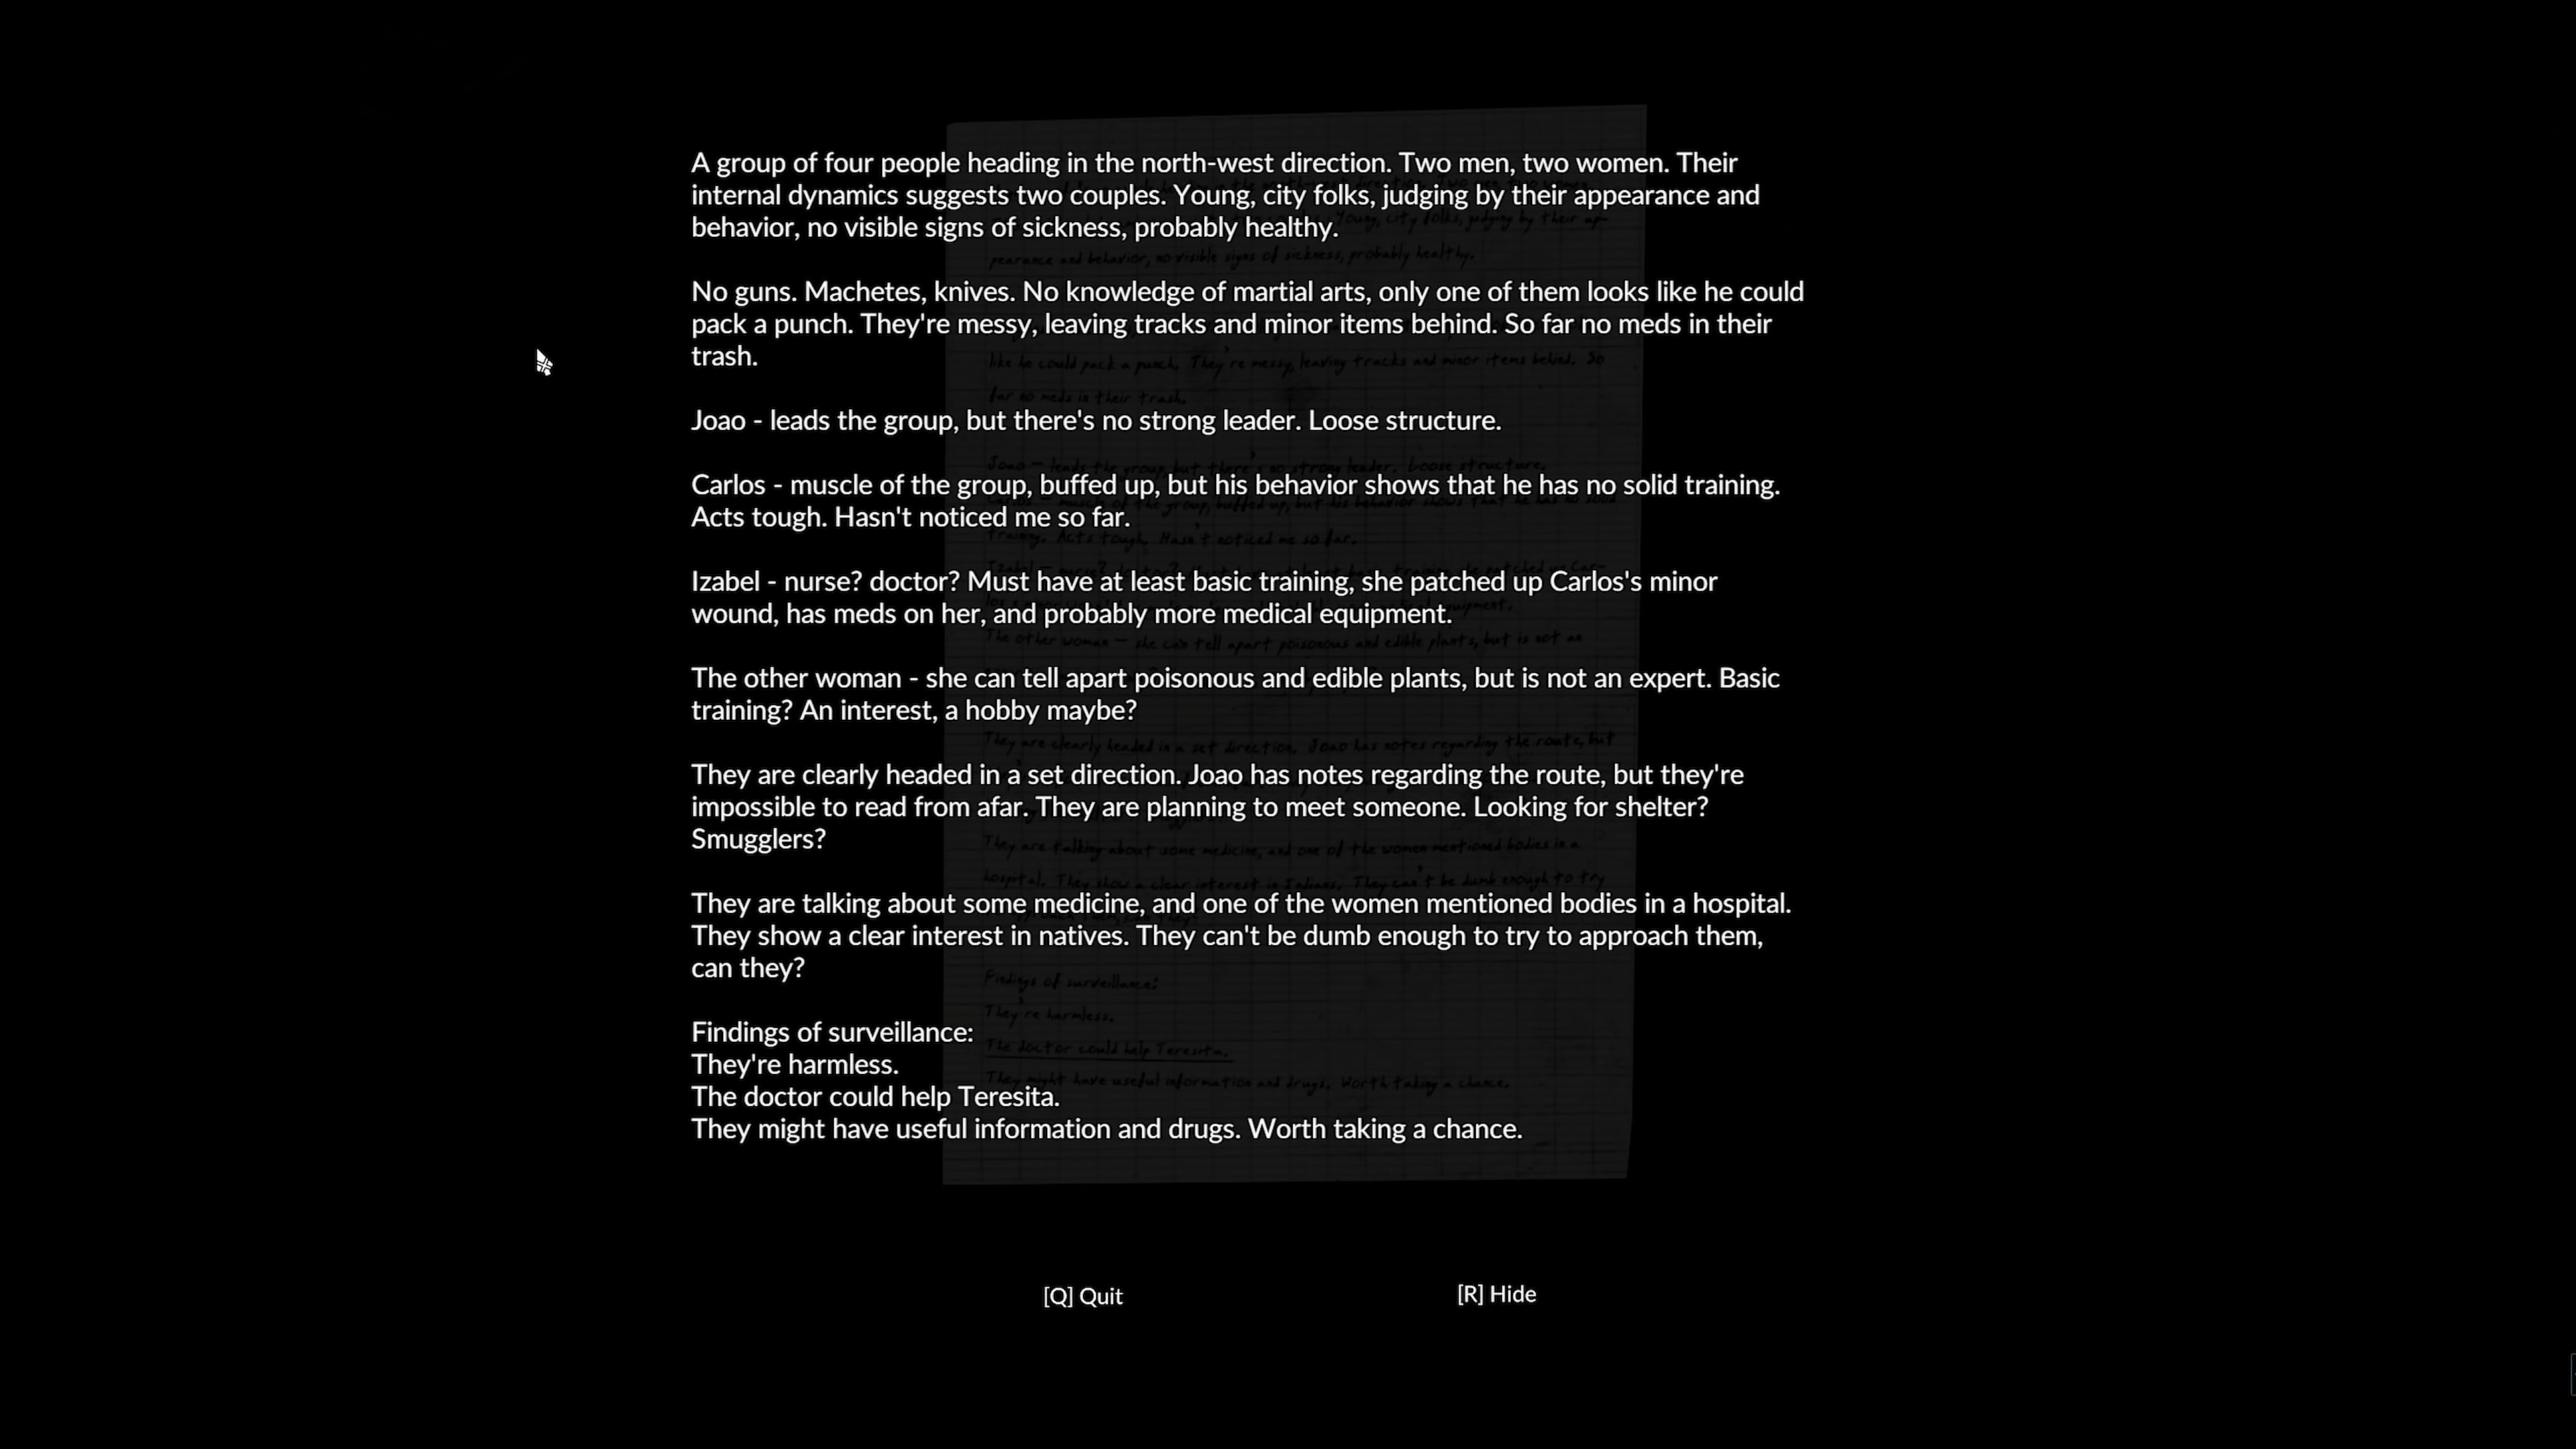 A group of four people heading in the north-west direction. Two men, two women. Their
internal dynamics suggests two couples. Young, city folks, judging by their appearance and
behavior, no visible signs of sickness, probably healthy.
No guns. Machetes, knives. No knowledge of martial arts, only one of them looks like he could
pack a punch. They're messy, leaving tracks and minor items behind. So far no meds in their
trash.
Joao - leads the group, but there's no strong leader. Loose structure.
Carlos - muscle of the group, buffed up, but his behavior shows that he has no solid training.
Acts tough. Hasn't noticed me so far.
Izabel - nurse? doctor? Must have at least basic training, she patched up Carlos's minor
wound, has meds on her, and probably more medical equipment.
The other woman - she can tell apart poisonous and edible plants, but is not an expert. Basic
training? An interest, a hobby maybe?
They are clearly headed in a set direction. Joao has notes regarding the route, but they're
impossible to read from afar. They are planning to meet someone. Looking for shelter?
Smugglers?
They are talking about some medicine, and one of the women mentioned bodies in a hospital.
They show a clear interest in natives. They can't be dumb enough to try to approach them,
can they?
Findings of surveillance:
They're harmless.
The doctor could help Teresita.
They might have useful information and drugs. Worth taking a chance.
[Q] Quit
[R] Hide